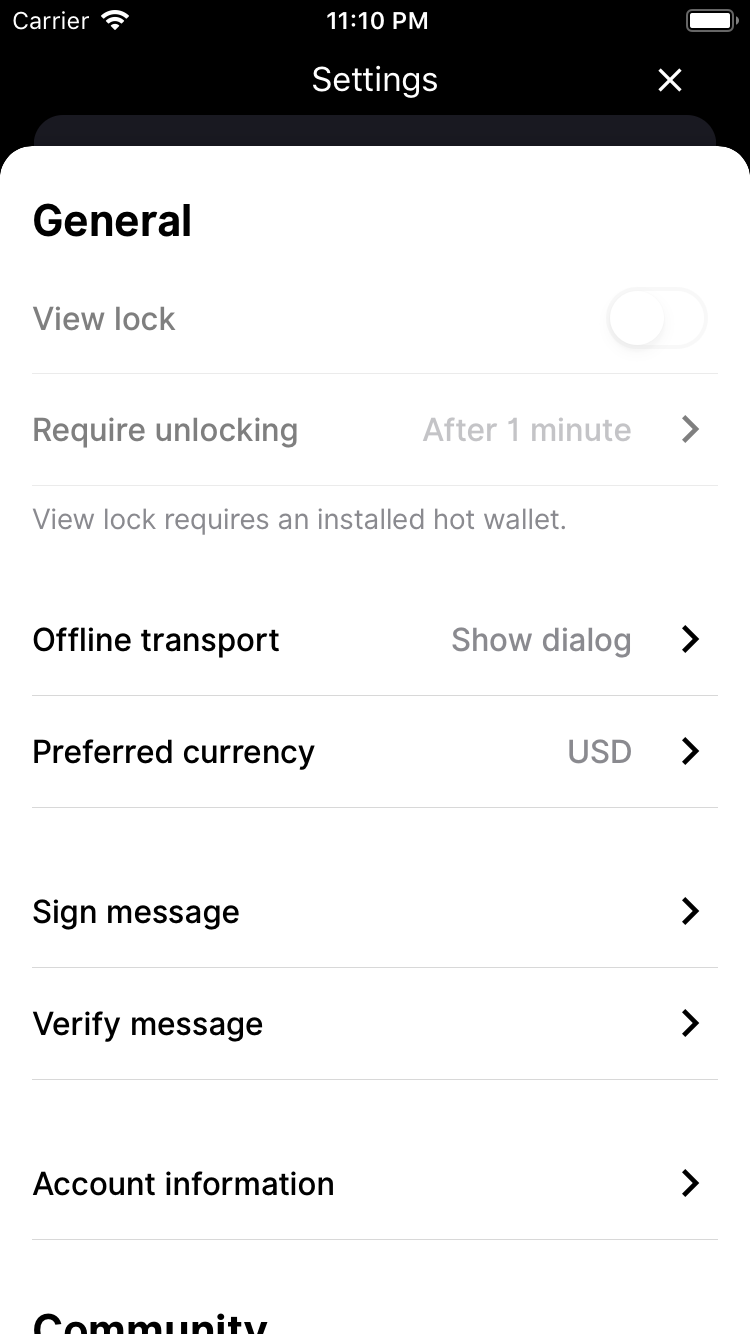 Carrier 11:10 PM
Settings
General
View lock
Require unlocking After 1 minute
View lock requires an installed hot wallet.
Offline transport Show dialog
Preferred currency USD
Sign message
Verify message
Account information
Community